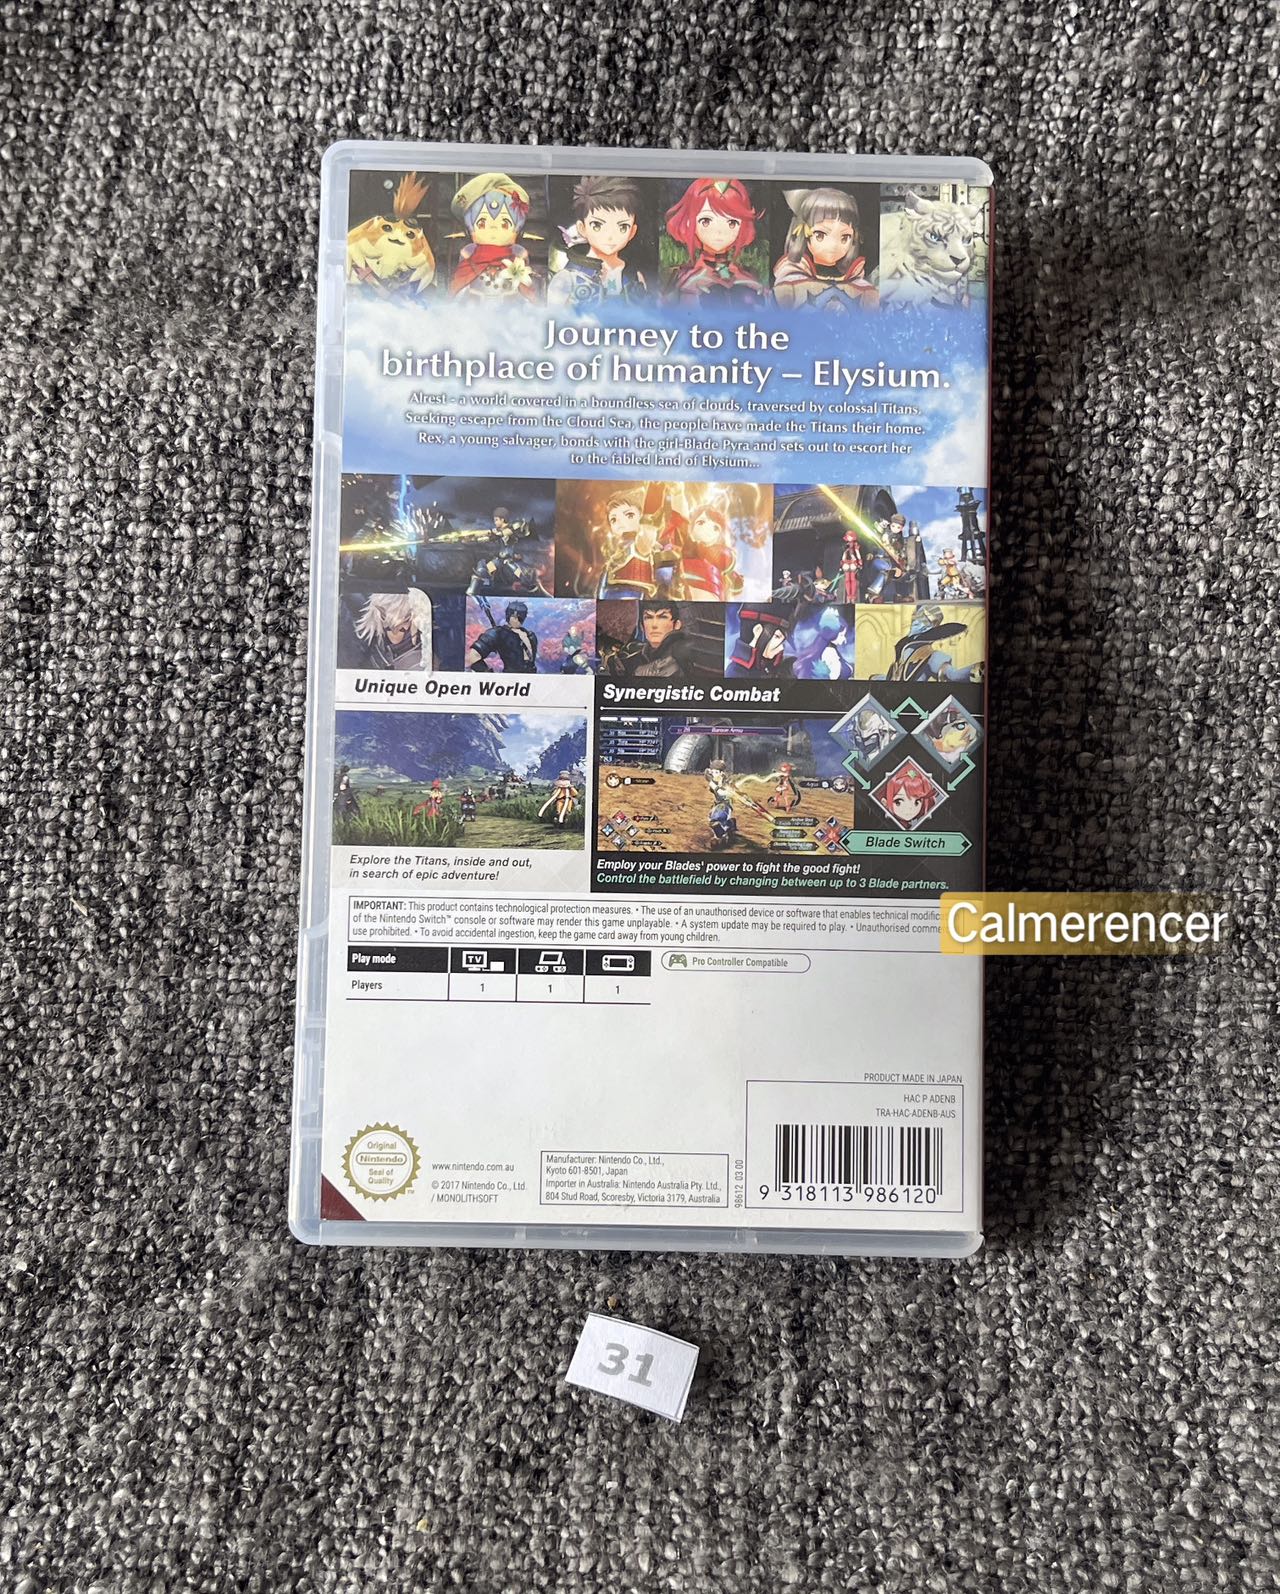 Journey to the
birthplace of humanity – Elysium.
Alrest - a world covered in a boundless sea of clouds, traversed by colossal Titans.
Seeking escape from the Cloud Sea, the people have made the Titans their home.
Rex, a young salvager, bonds with the girl-Blade Pyra and sets out to escort her
to the fabled land of Elysium...
Unique Open World
Synergistic Combat
Blade Switch
Explore the Titans, inside and out,
in search of epic adventure!
Employ your Blades' power to fight the good fight!
Control the battlefield by changing between up to 3 Blade partners.
IMPORTANT: This product contains technological protection measures. • The use of an unauthorised device or software that enables technical modific
of the Nintendo Switch™ console or software may render this game unplayable. • A system update may be required to play. • Unauthorised comme
use prohibited. • To avoid accidental ingestion, keep the game card away from young children.
Calmerencer
Play mode
TV
Pro Controller Compatible
Players 1 1 1
PRODUCT MADE IN JAPAN
HAC P ADENB
TRA-HAC-ADENB-AUS
Original
Nintendo
Seal of
Quality
TM
www.nintendo.com.au
© 2017 Nintendo Co., Ltd.
/ MONOLITHSOFT
Manufacturer: Nintendo Co., Ltd.,
Kyoto 601-8501, Japan
Importer in Australia: Nintendo Australia Pty. Ltd.,
804 Stud Road, Scoresby, Victoria 3179, Australia
98612 03 00
9 318113 986120
31